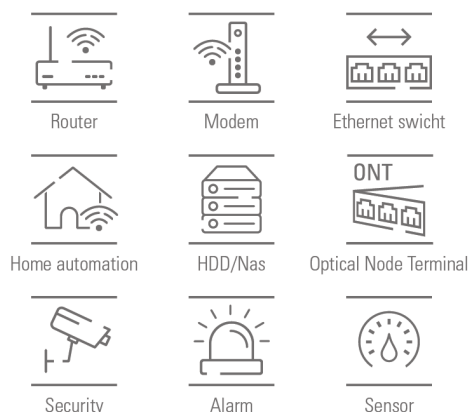 Router
Modem
Ethernet swicht
Home automation
HDD/Nas
ONT
Optical Node Terminal
Security
Alarm
Sensor